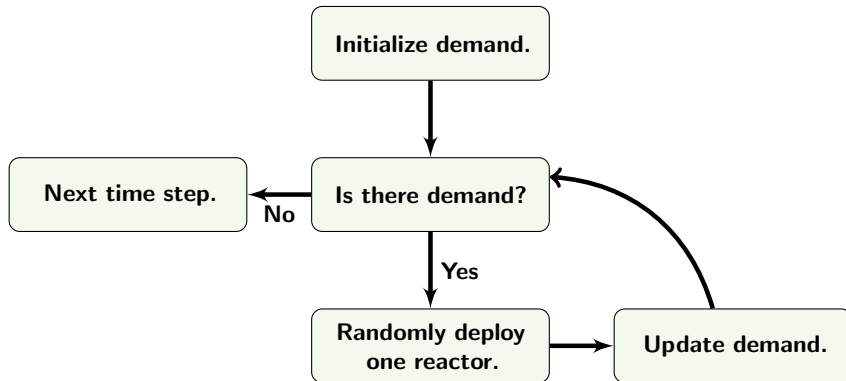 Initialize demand.
Next time step.
No
Is there demand?
Yes
Randomly deploy
one reactor.
Update demand.